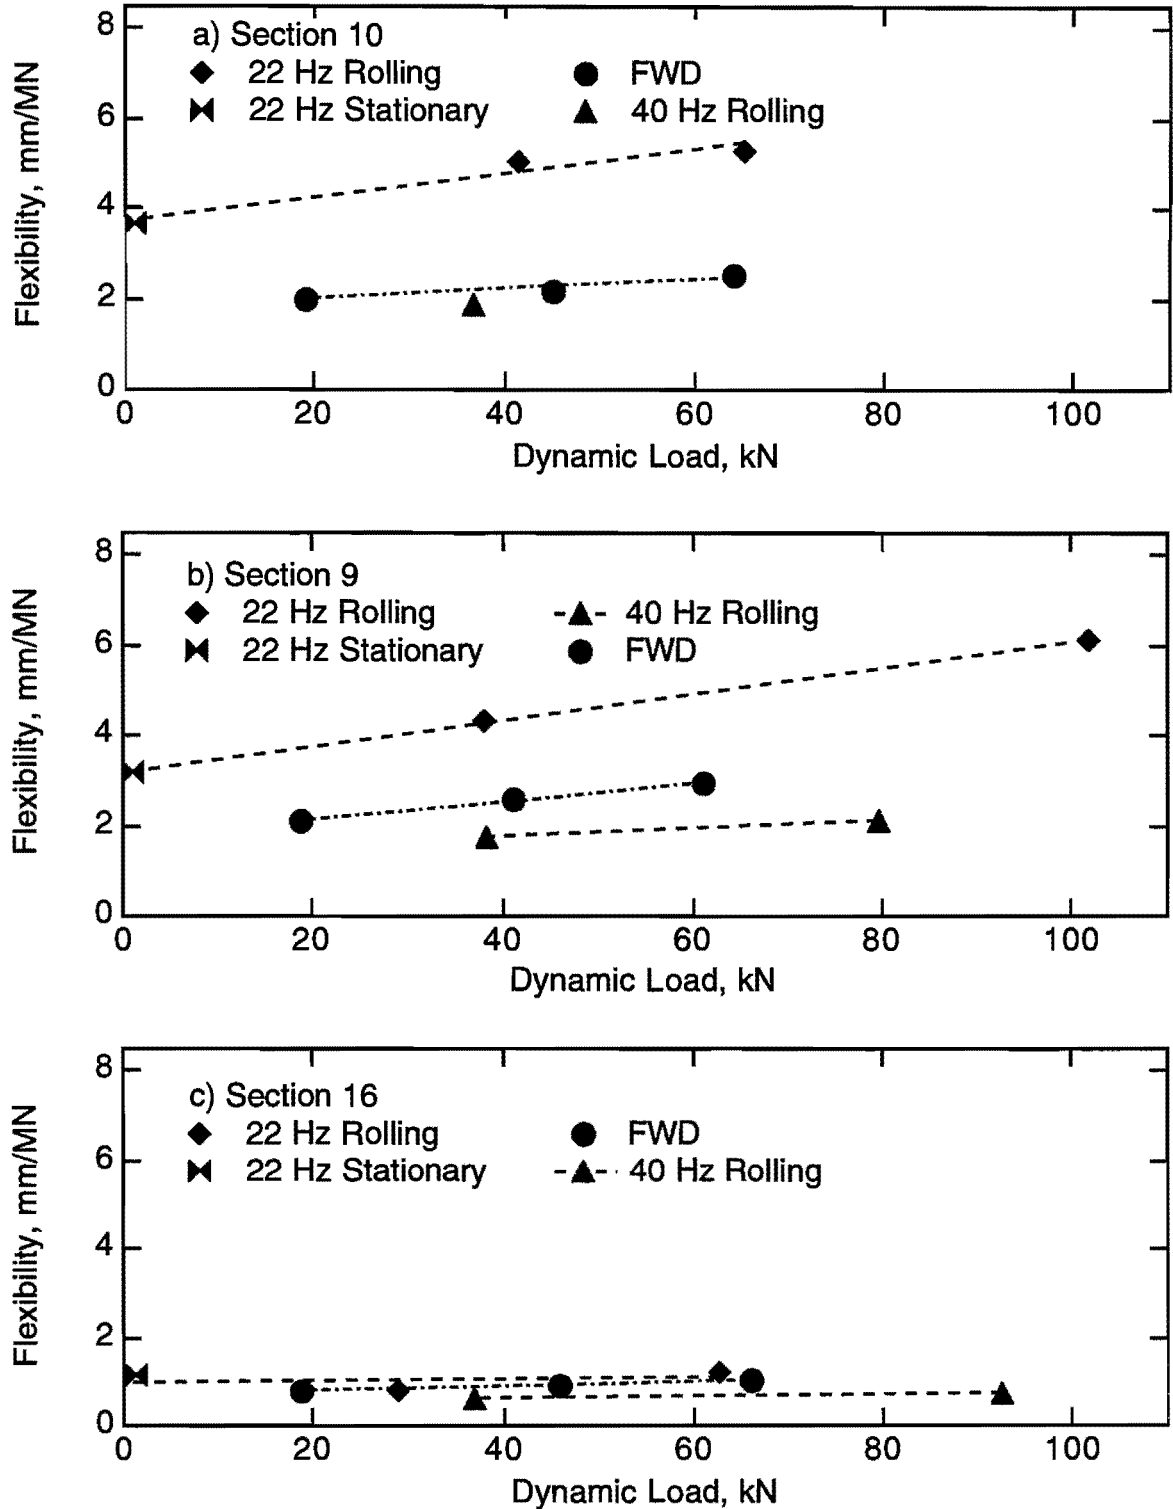 8
6
4
2
0
Flexibility, mm/MN
a) Section 10
22 Hz Rolling
FWD
22 Hz Stationary
40 Hz Rolling
0 20 40 60 80 100
Dynamic Load, kN
8
6
4
2
0
Flexibility, mm/MN
b) Section 9
22 Hz Rolling
40 Hz Rolling
22 Hz Stationary
FWD
0 20 40 60 80 100
Dynamic Load, kN
8
6
4
2
0
Flexibility, mm/MN
c) Section 16
22 Hz Rolling
FWD
22 Hz Stationary
40 Hz Rolling
0 20 40 60 80 100
Dynamic Load, kN